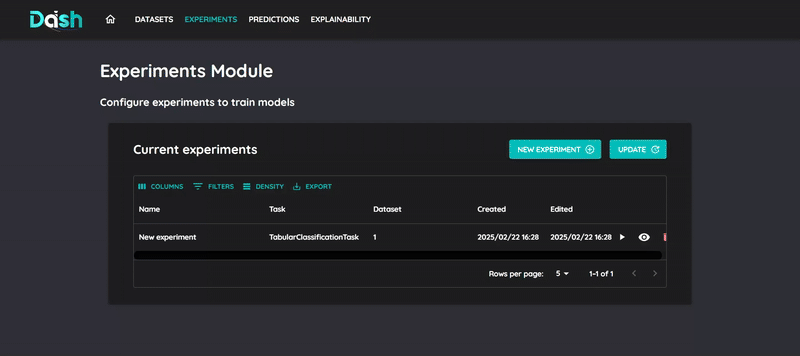 Dash DATASETS EXPERIMENTS PREDICTIONS EXPLAINABILITY
Experiments Module
Configure experiments to train models
Current experiments NEW EXPERIMENT UPDATE
COLUMNS FILTERS DENSITY EXPORT
Name Task Dataset Created Edited
New experiment TabularClassificationTask 1 2025/02/22 16:28 2025/02/22 16:28
Rows per page: 5 1–1 of 1